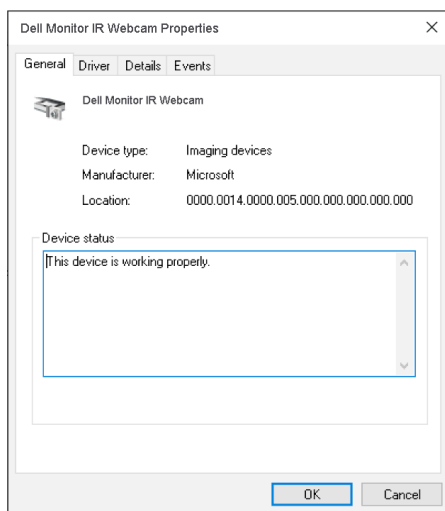 Dell Monitor IR Webcam Properties
General Driver Details Events
Dell Monitor IR Webcam
Device type: Imaging devices
Manufacturer: Microsoft
Location: 0000.0014.0000.005.000.000.000.000.000
Device status
This device is working properly.
OK Cancel